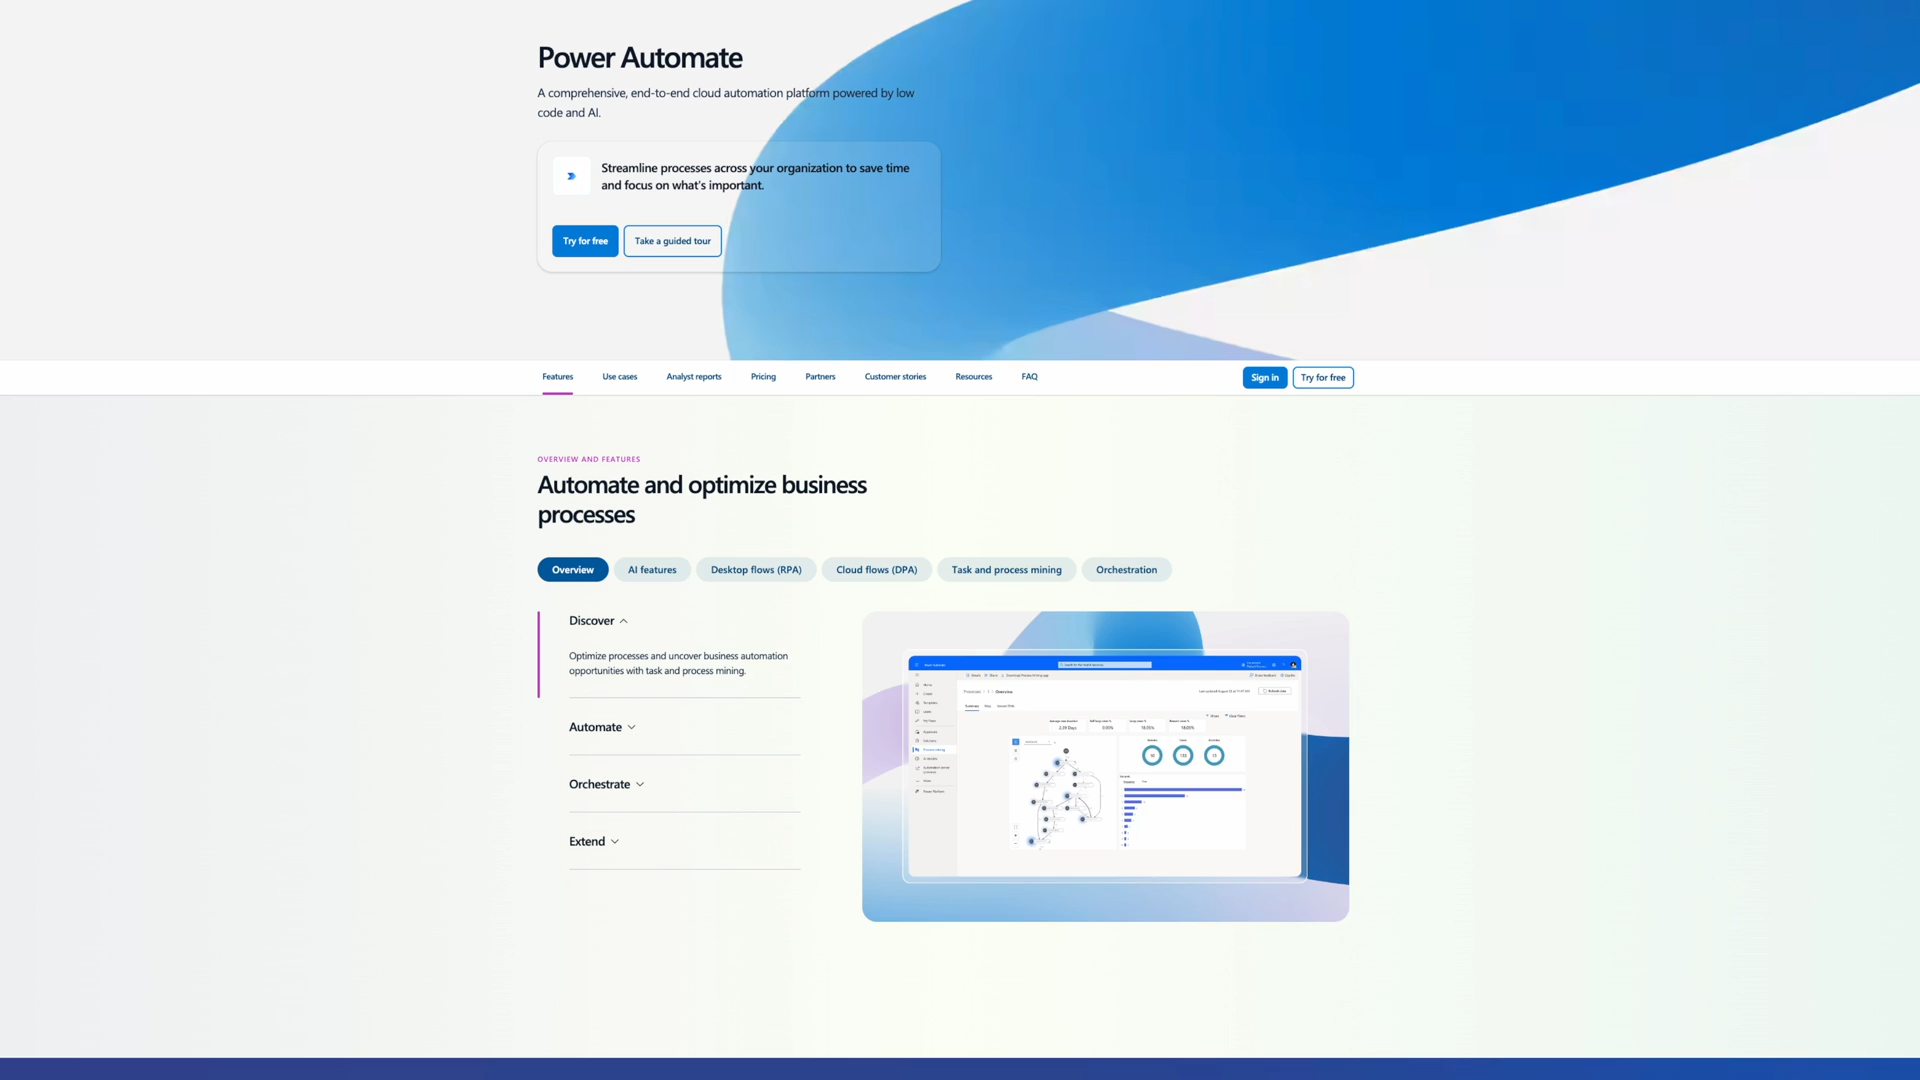 Power Automate
A comprehensive, end-to-end cloud automation platform powered by low
code and AI.
Streamline processes across your organization to save time
and focus on what's important.
Try for free
Take a guided tour
Features
Use cases
Analyst reports
Pricing
Partners
Customer stories
Resources
FAQ
Sign in
Try for free
OVERVIEW AND FEATURES
Automate and optimize business
processes
Overview
AI features
Desktop flows (RPA)
Cloud flows (DPA)
Task and process mining
Orchestration
Discover
Optimize processes and uncover business automation
opportunities with task and process mining.
Automate
Orchestrate
Extend
Overview